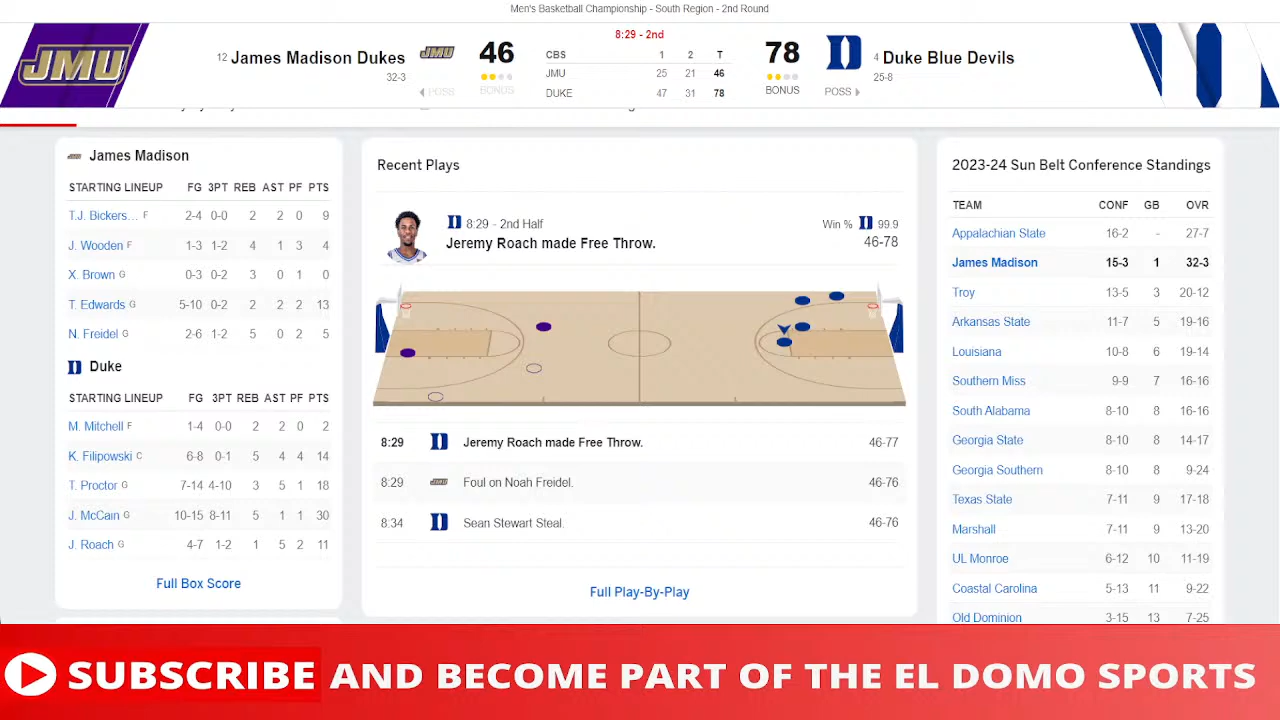 Men's Basketball Championship - South Region - 2nd Round
JMU
12 James Madison Dukes
32-3
JMU
46
BONUS
POSS
8:29 - 2nd
CBS 1 2 T
JMU 25 21 46
DUKE 47 31 78
78
BONUS
D
POSS
4 Duke Blue Devils
25-8
James Madison
STARTING LINEUP FG 3PT REB AST PF PTS
T.J. Bickers... F 2-4 0-0 2 2 0 9
J. Wooden F 1-3 1-2 4 1 3 4
X. Brown G 0-3 0-2 3 0 1 0
T. Edwards G 5-10 0-2 2 2 2 13
N. Freidel G 2-6 1-2 5 0 2 5
Duke
STARTING LINEUP FG 3PT REB AST PF PTS
M. Mitchell F 1-4 0-0 2 2 0 2
K. Filipowski C 6-8 0-1 5 4 4 14
T. Proctor G 7-14 4-10 3 5 1 18
J. McCain G 10-15 8-11 5 1 1 30
J. Roach G 4-7 1-2 1 5 2 11
Full Box Score
Recent Plays
8:29 - 2nd Half
Jeremy Roach made Free Throw.
Win % 99.9
46-78
8:29 Jeremy Roach made Free Throw. 46-77
8:29 JMU Foul on Noah Freidel. 46-76
8:34 Sean Stewart Steal. 46-76
Full Play-By-Play
2023-24 Sun Belt Conference Standings
TEAM CONF GB OVR
Appalachian State 16-2 - 27-7
James Madison 15-3 1 32-3
Troy 13-5 3 20-12
Arkansas State 11-7 5 19-16
Louisiana 10-8 6 19-14
Southern Miss 9-9 7 16-16
South Alabama 8-10 8 16-16
Georgia State 8-10 8 14-17
Georgia Southern 8-10 8 9-24
Texas State 7-11 9 17-18
Marshall 7-11 9 13-20
UL Monroe 6-12 10 11-19
Coastal Carolina 5-13 11 9-22
Old Dominion 3-15 13 7-25
SUBSCRIBE AND BECOME PART OF THE EL DOMO SPORTS